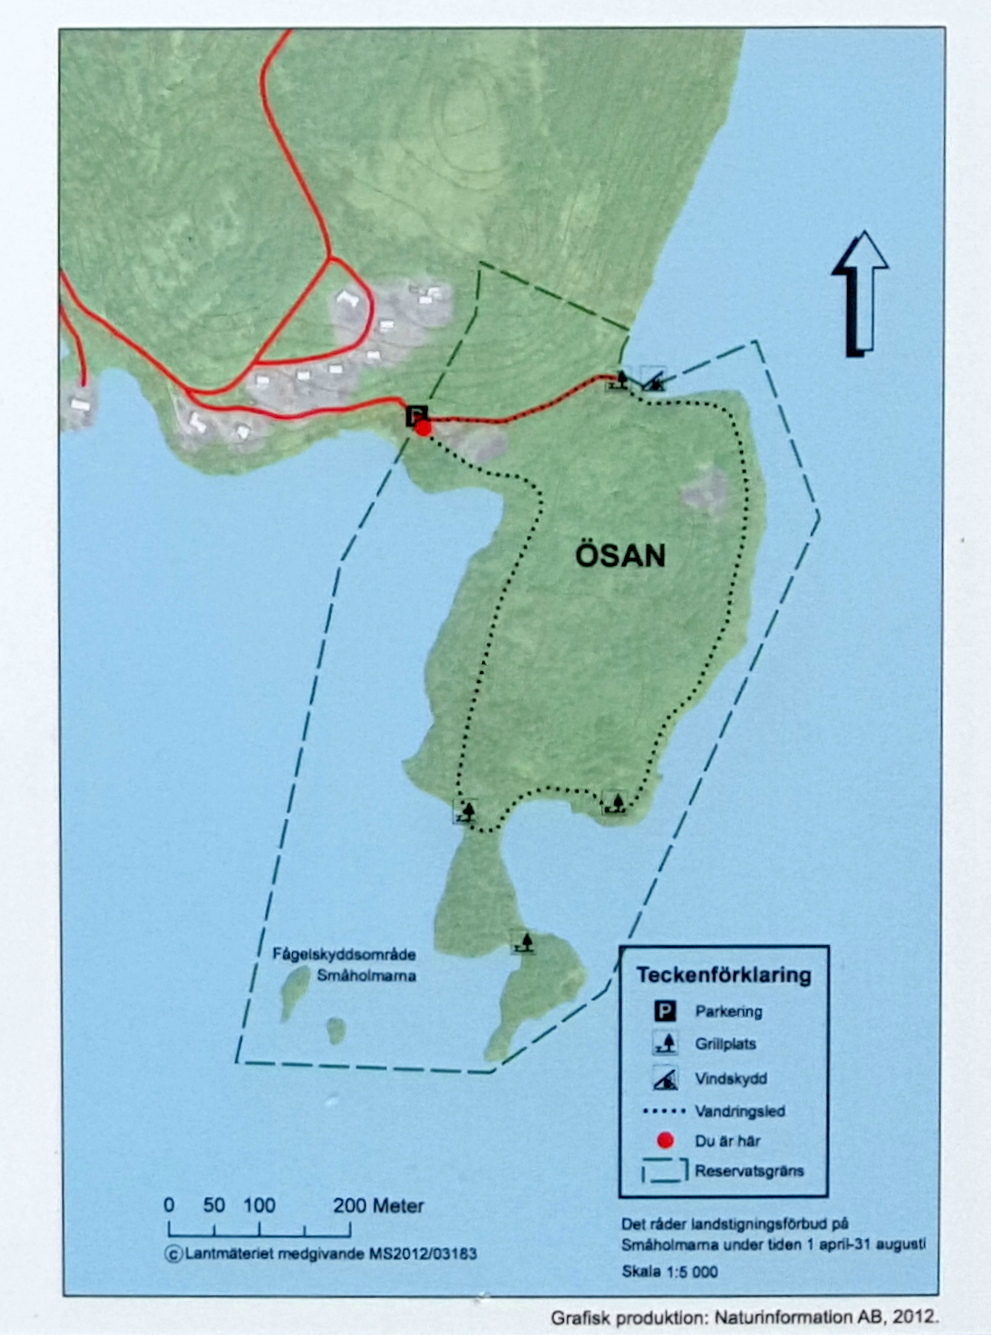 P
ÖSAN
Fågelskyddsområde
Småholmarna
Teckenförklaring
P Parkering
Grillplats
Vindskydd
Vandringsled
Du är här
Reservatsgräns
0 50 100 200 Meter
©Lantmäteriet medgivande MS2012/03183
Det råder landstigningsförbud på
Småholmarna under tiden 1 april-31 augusti
Skala 1:5 000
Grafisk produktion: Naturinformation AB, 2012.